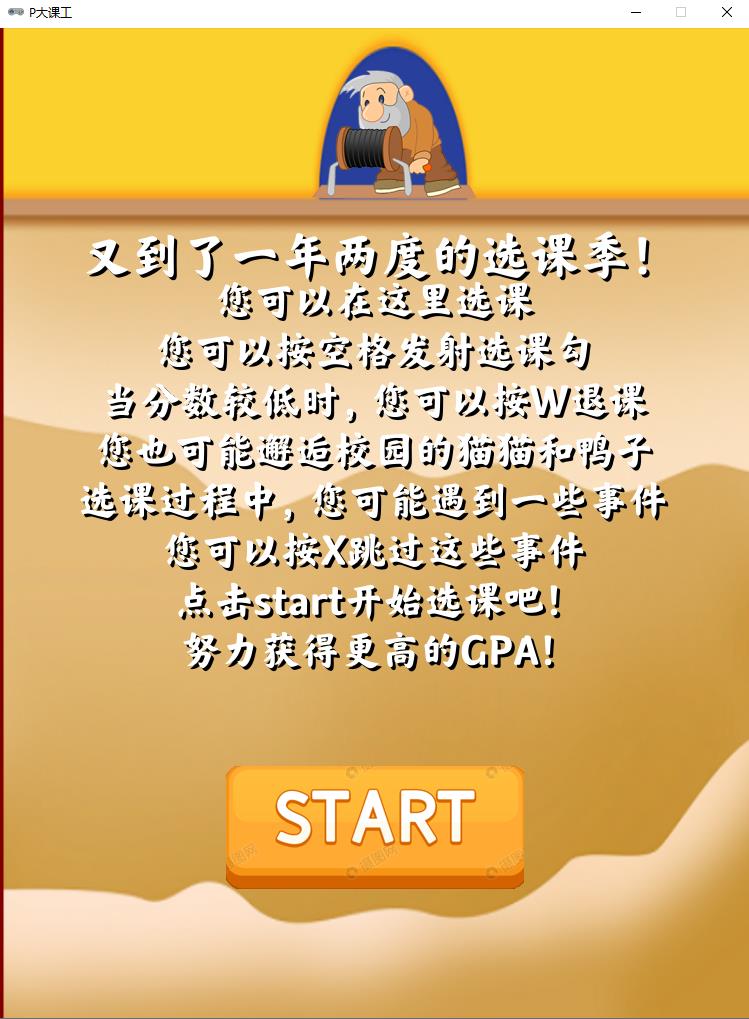 P大课工
又到了一年两度的选课季！
您可以在这里选课
您可以按空格发射选课勾
当分数较低时，您可以按W退课
您也可能邂逅校园的猫猫和鸭子
选课过程中，您可能遇到一些事件
您可以按X跳过这些事件
点击start开始选课吧！
努力获得更高的GPA！
START